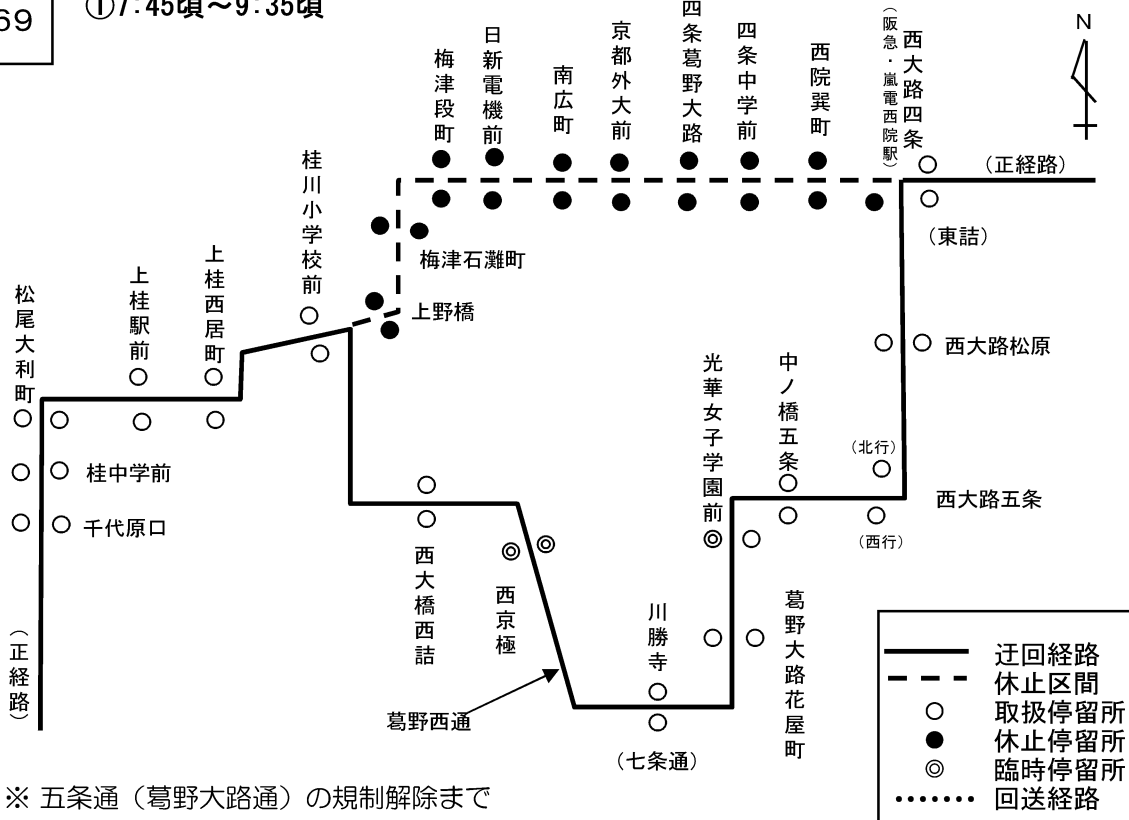 69
①7:45頃～9:35頃
梅津段町
日新電機前
南広町
京都外大前
四条葛野大路
四条中学前
西院巽町
（阪急・嵐電西院駅）
西大路四条
N
（正経路）
（東詰）
桂川小学校前
梅津石灘町
上野橋
上桂西居町
上桂駅前
松尾大利町
桂中学前
千代原口
（正経路）
西大路松原
中ノ橋五条
光華女子学園前
（北行）
西大路五条
（西行）
西大橋西詰
西京極
川勝寺
葛野大路花屋町
葛野西通
（七条通）
迂回経路
休止区間
取扱停留所
休止停留所
臨時停留所
回送経路
※ 五条通（葛野大路通）の規制解除まで